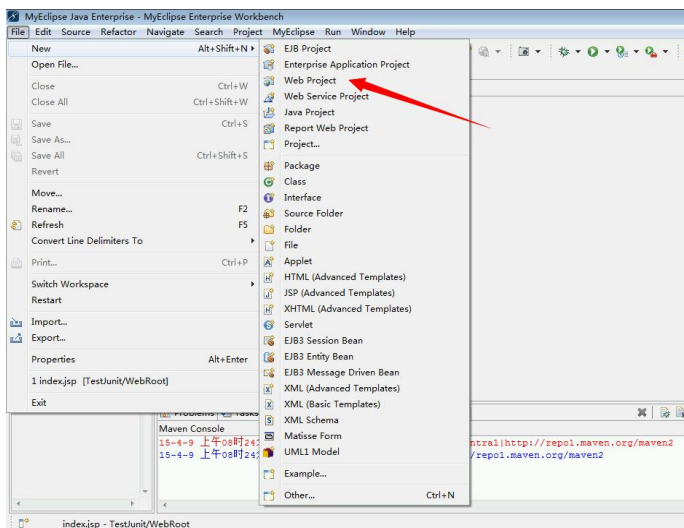 MyEclipse Java Enterprise - MyEclipse Enterprise Workbench
File Edit Source Refactor Navigate Search Project MyEclipse Run Window Help
New Alt+Shift+N
Open File...
Close Ctrl+W
Close All Ctrl+Shift+W
Save Ctrl+S
Save As...
Save All Ctrl+Shift+S
Revert
Move...
Rename... F2
Refresh F5
Convert Line Delimiters To
Print... Ctrl+P
Switch Workspace
Restart
Import...
Export...
Properties Alt+Enter
1 index.jsp [TestJunit/WebRoot]
Exit
EJB Project
Enterprise Application Project
Web Project
Web Service Project
Java Project
Report Web Project
Project...
Package
Class
Interface
Source Folder
Folder
File
Applet
HTML (Advanced Templates)
JSP (Advanced Templates)
XHTML (Advanced Templates)
Servlet
EJB3 Session Bean
EJB3 Entity Bean
EJB3 Message Driven Bean
XML (Advanced Templates)
XML (Basic Templates)
XML Schema
Matisse Form
UML1 Model
Example...
Other... Ctrl+N
Problems Tasks
Maven Console
15-4-9 上午08时24 ntral|http://repo1.maven.org/maven2
15-4-9 上午08时24 /repo1.maven.org/maven2
index.jsp - TestJunit/WebRoot